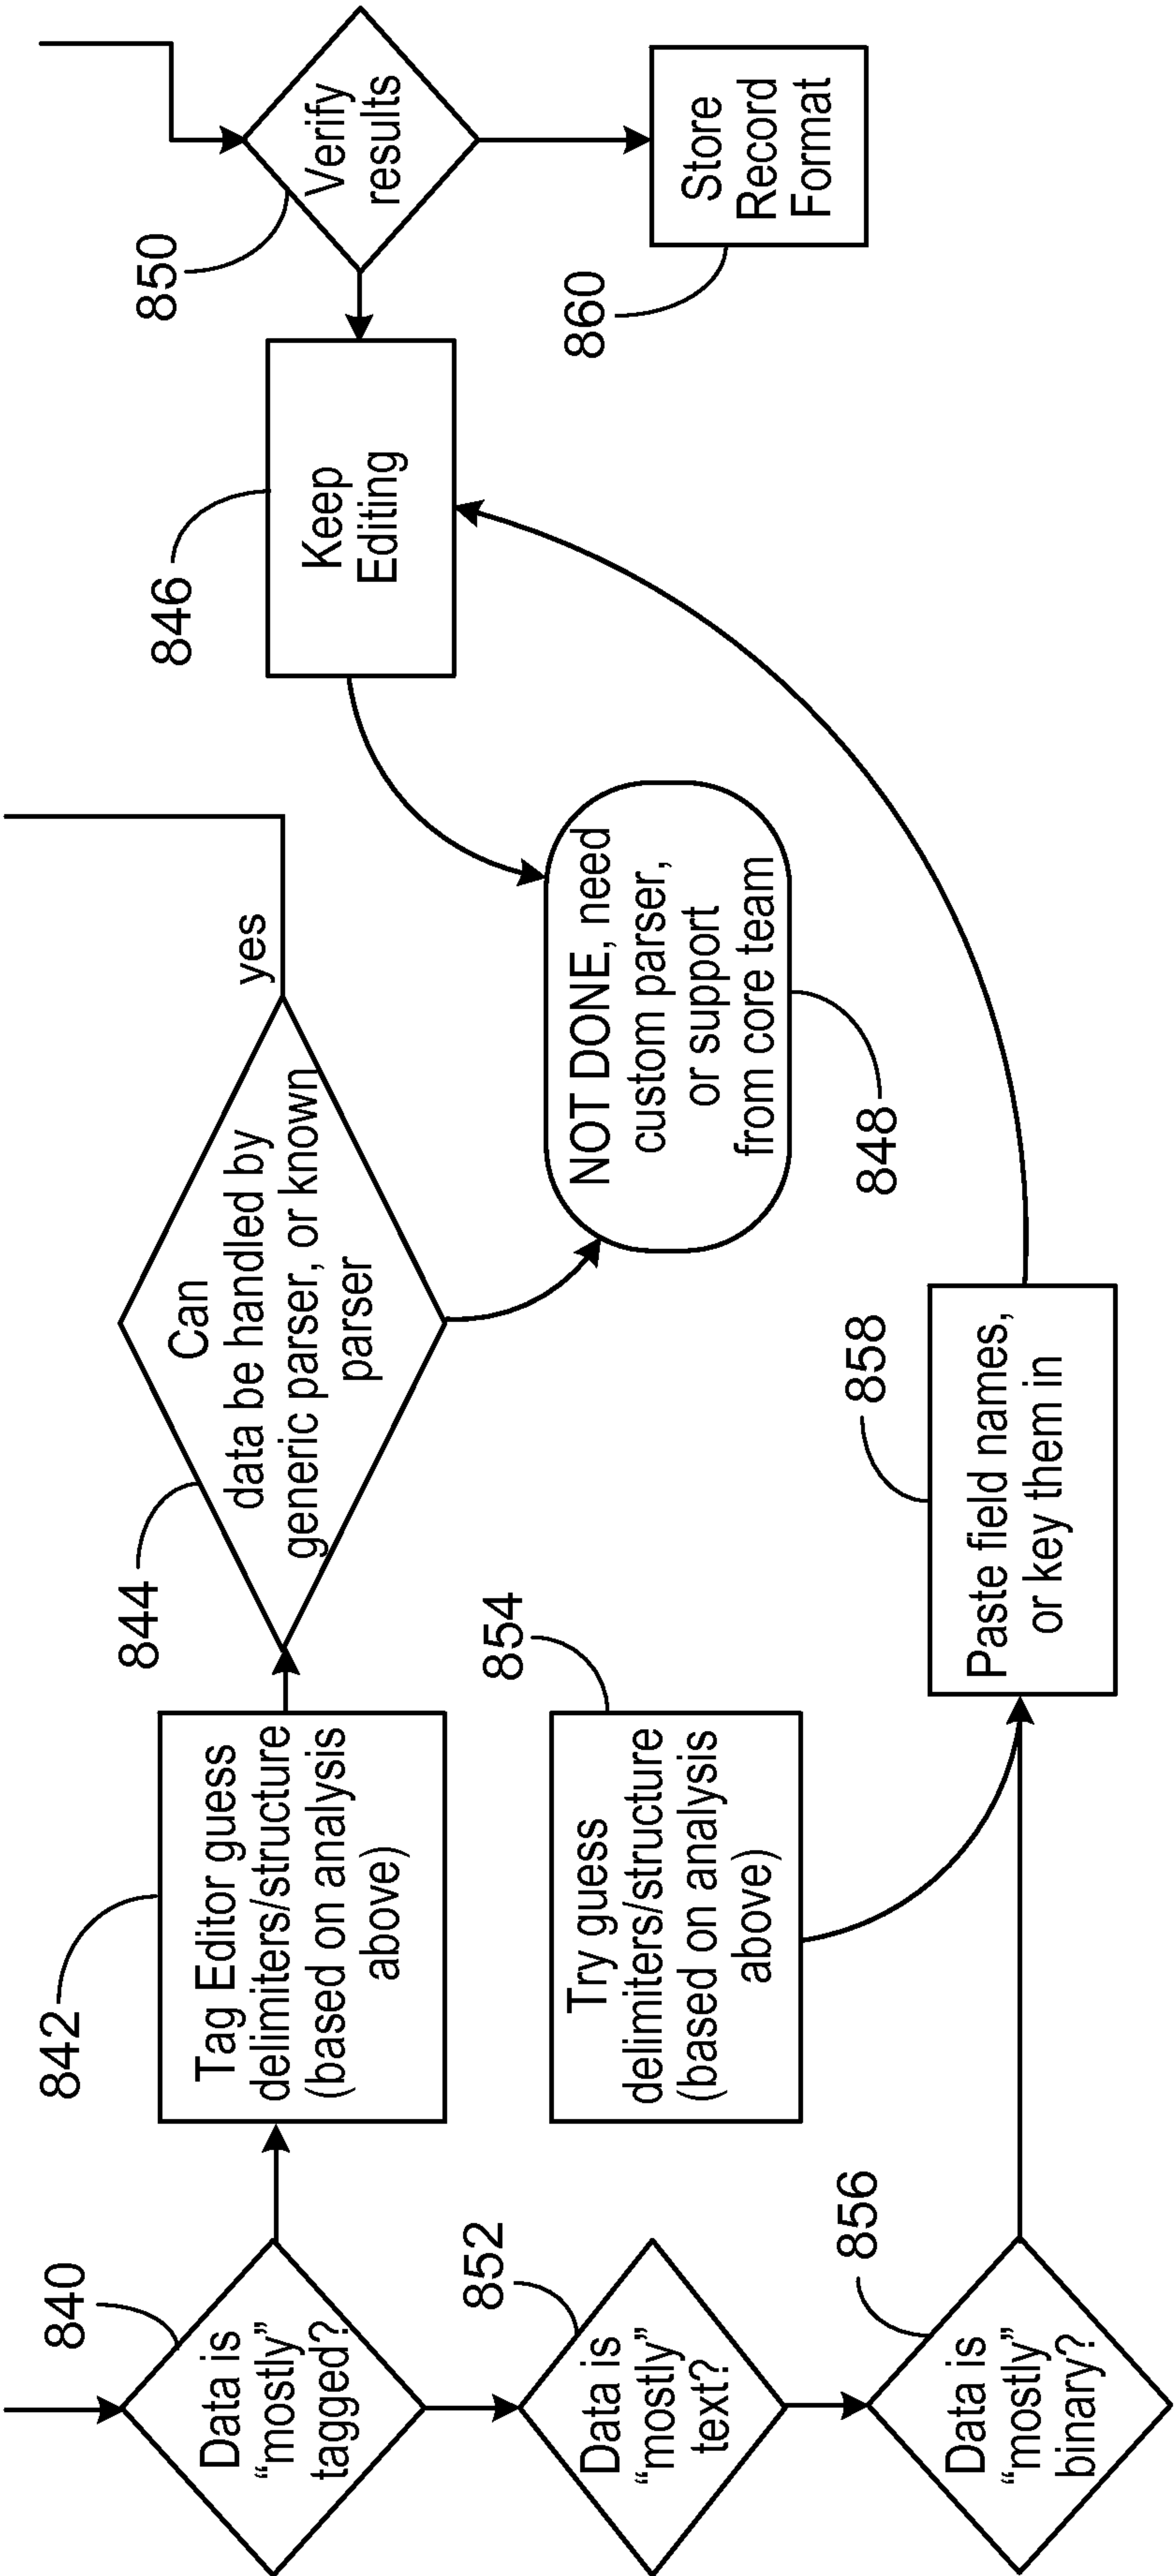 840
Data is
“mostly”
tagged?
842
Tag Editor guess
delimiters/structure
(based on analysis
above)
844
Can
data be handled by
generic parser, or known
parser
yes
846
Keep
Editing
850
Verify
results
852
Data is
“mostly”
text?
854
Try guess
delimiters/structure
(based on analysis
above)
NOT DONE, need
custom parser,
or support
from core team
848
860
Store
Record
Format
856
Data is
“mostly”
binary?
858
Paste field names,
or key them in